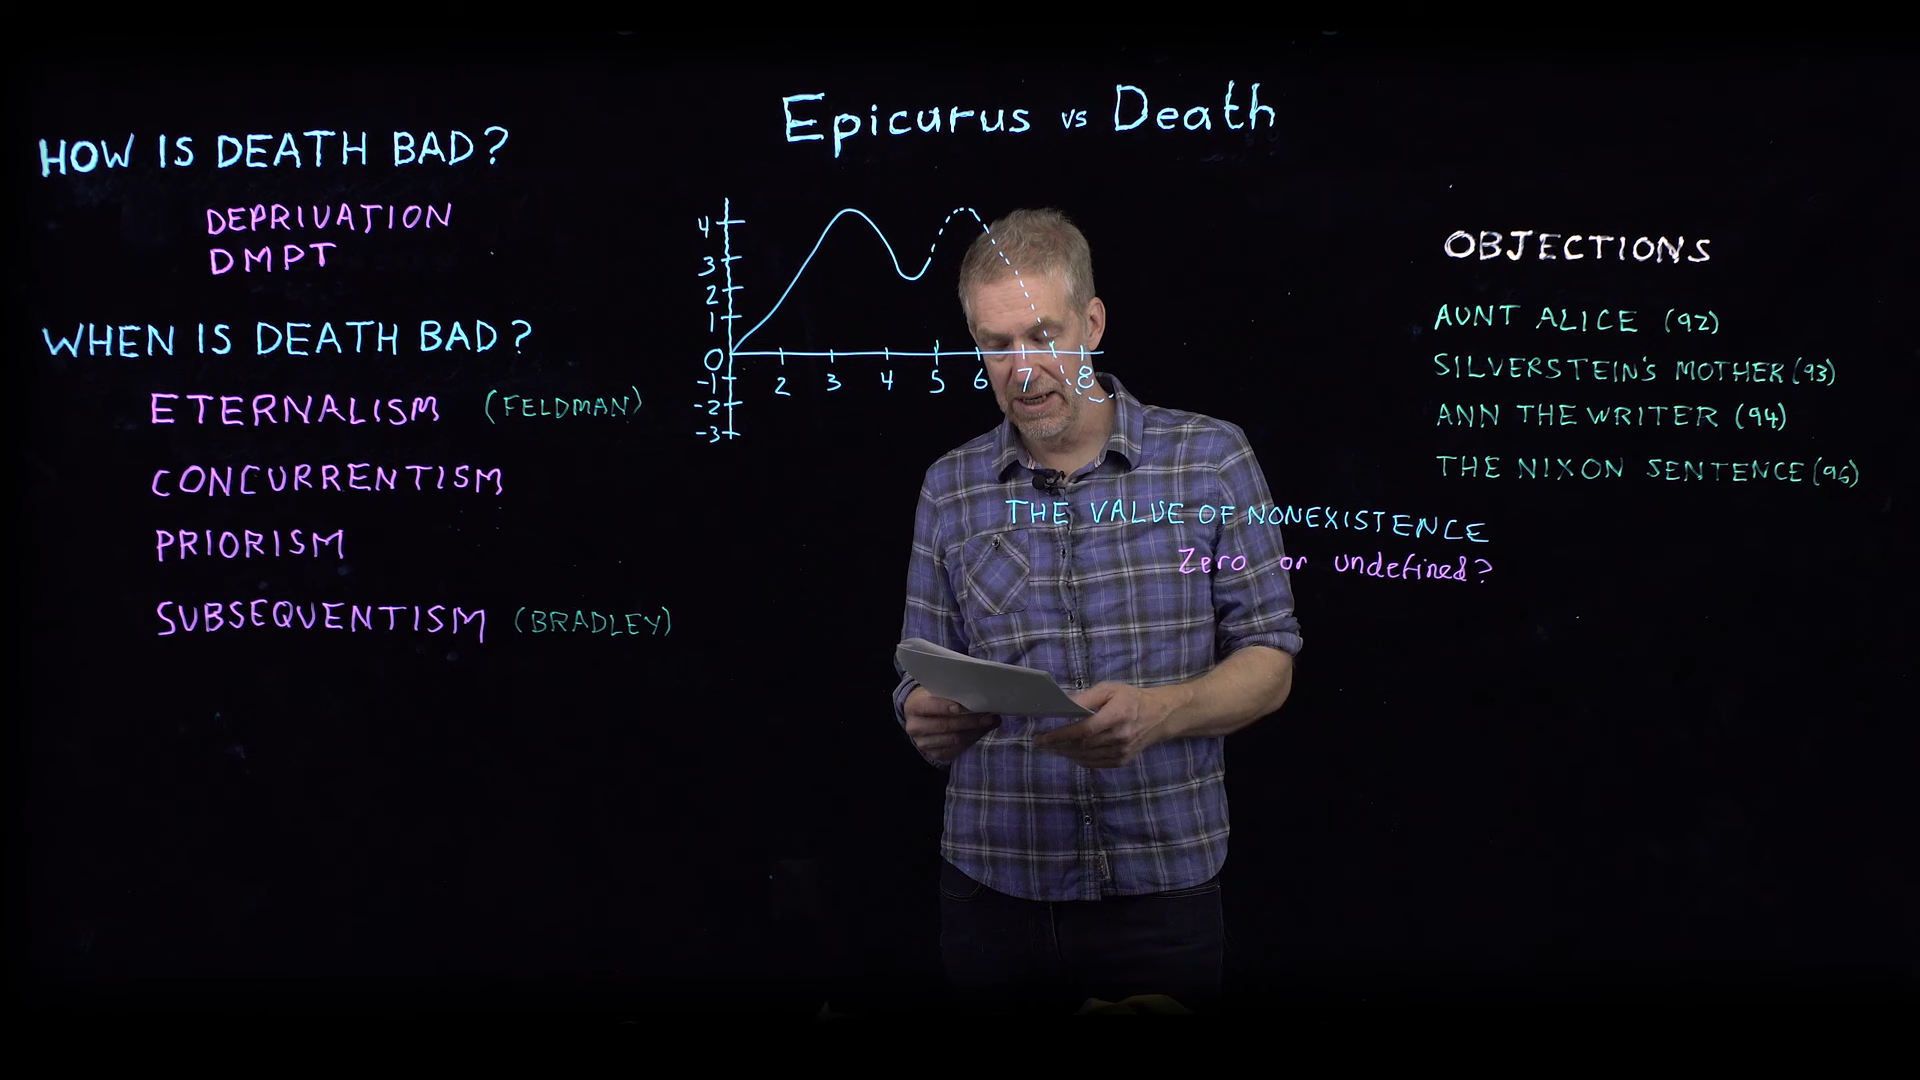 Epicurus vs Death
HOW IS DEATH BAD?
DEPRIVATION
DMPT
WHEN IS DEATH BAD?
ETERNALISM (FELDMAN)
CONCURRENTISM
PRIORISM
SUBSEQUENTISM (BRADLEY)
4
3
2
1
0
-1
-2
-3
2 3 4 5 6 7 8
OBJECTIONS
AUNT ALICE (92)
SILVERSTEIN'S MOTHER (93)
ANN THE WRITER (94)
THE NIXON SENTENCE (95)
THE VALUE OF NONEXISTENCE
Zero or undefined?